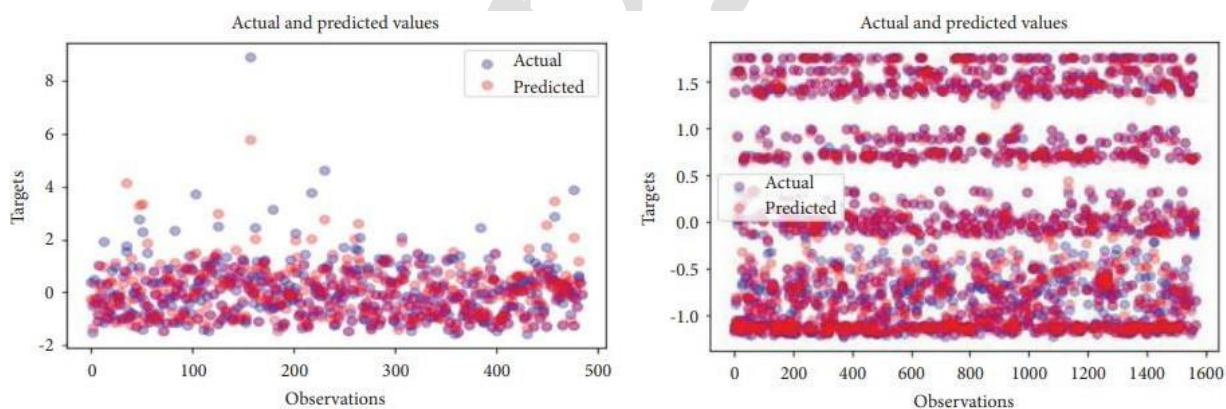 Actual and predicted values
8
6
4
2
0
-2
Targets
Actual
Predicted
0 100 200 300 400 500
Observations
Actual and predicted values
1.5
1.0
0.5
0.0
-0.5
-1.0
Targets
Actual
Predicted
0 200 400 600 800 1000 1200 1400 1600
Observations